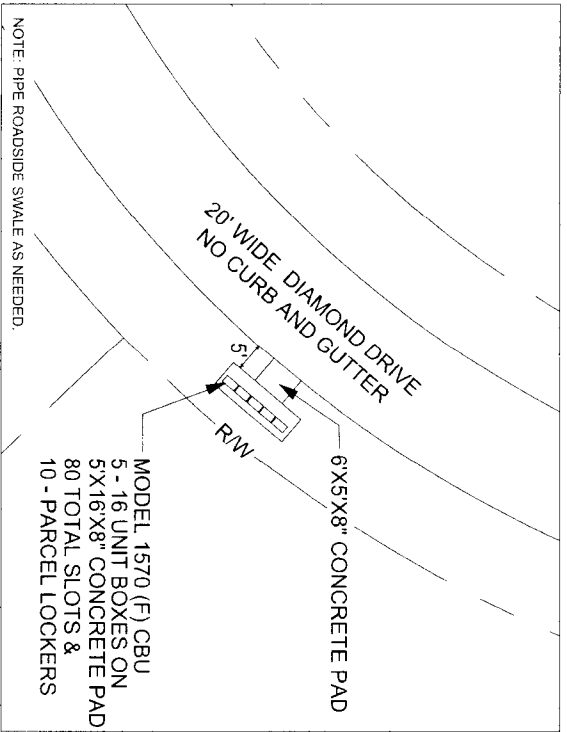 20' WIDE DIAMOND DRIVE
NO CURB AND GUTTER
5'
R/W
6'X5'X8" CONCRETE PAD
MODEL 1570 (F) CBU
5 - 16 UNIT BOXES ON
5'X16'X8" CONCRETE PAD
80 TOTAL SLOTS &
10 - PARCEL LOCKERS
NOTE: PIPE ROADSIDE SWALE AS NEEDED.